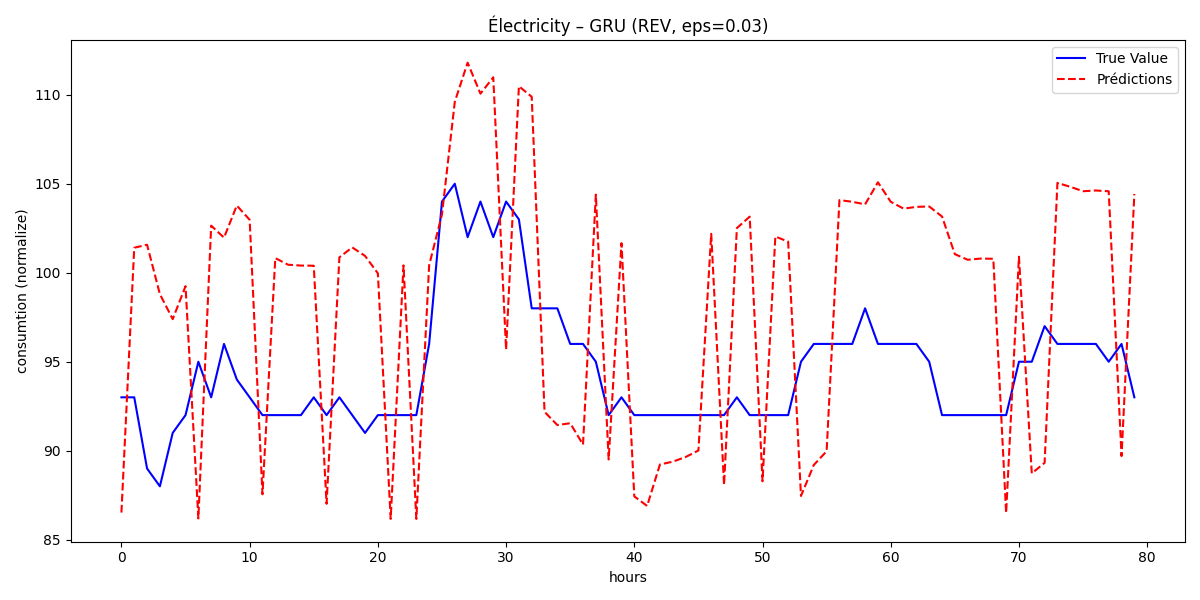 Électricity – GRU (REV, eps=0.03)
True Value
Prédictions
consumtion (normalize)
110
105
100
95
90
85
0 10 20 30 40 50 60 70 80
hours